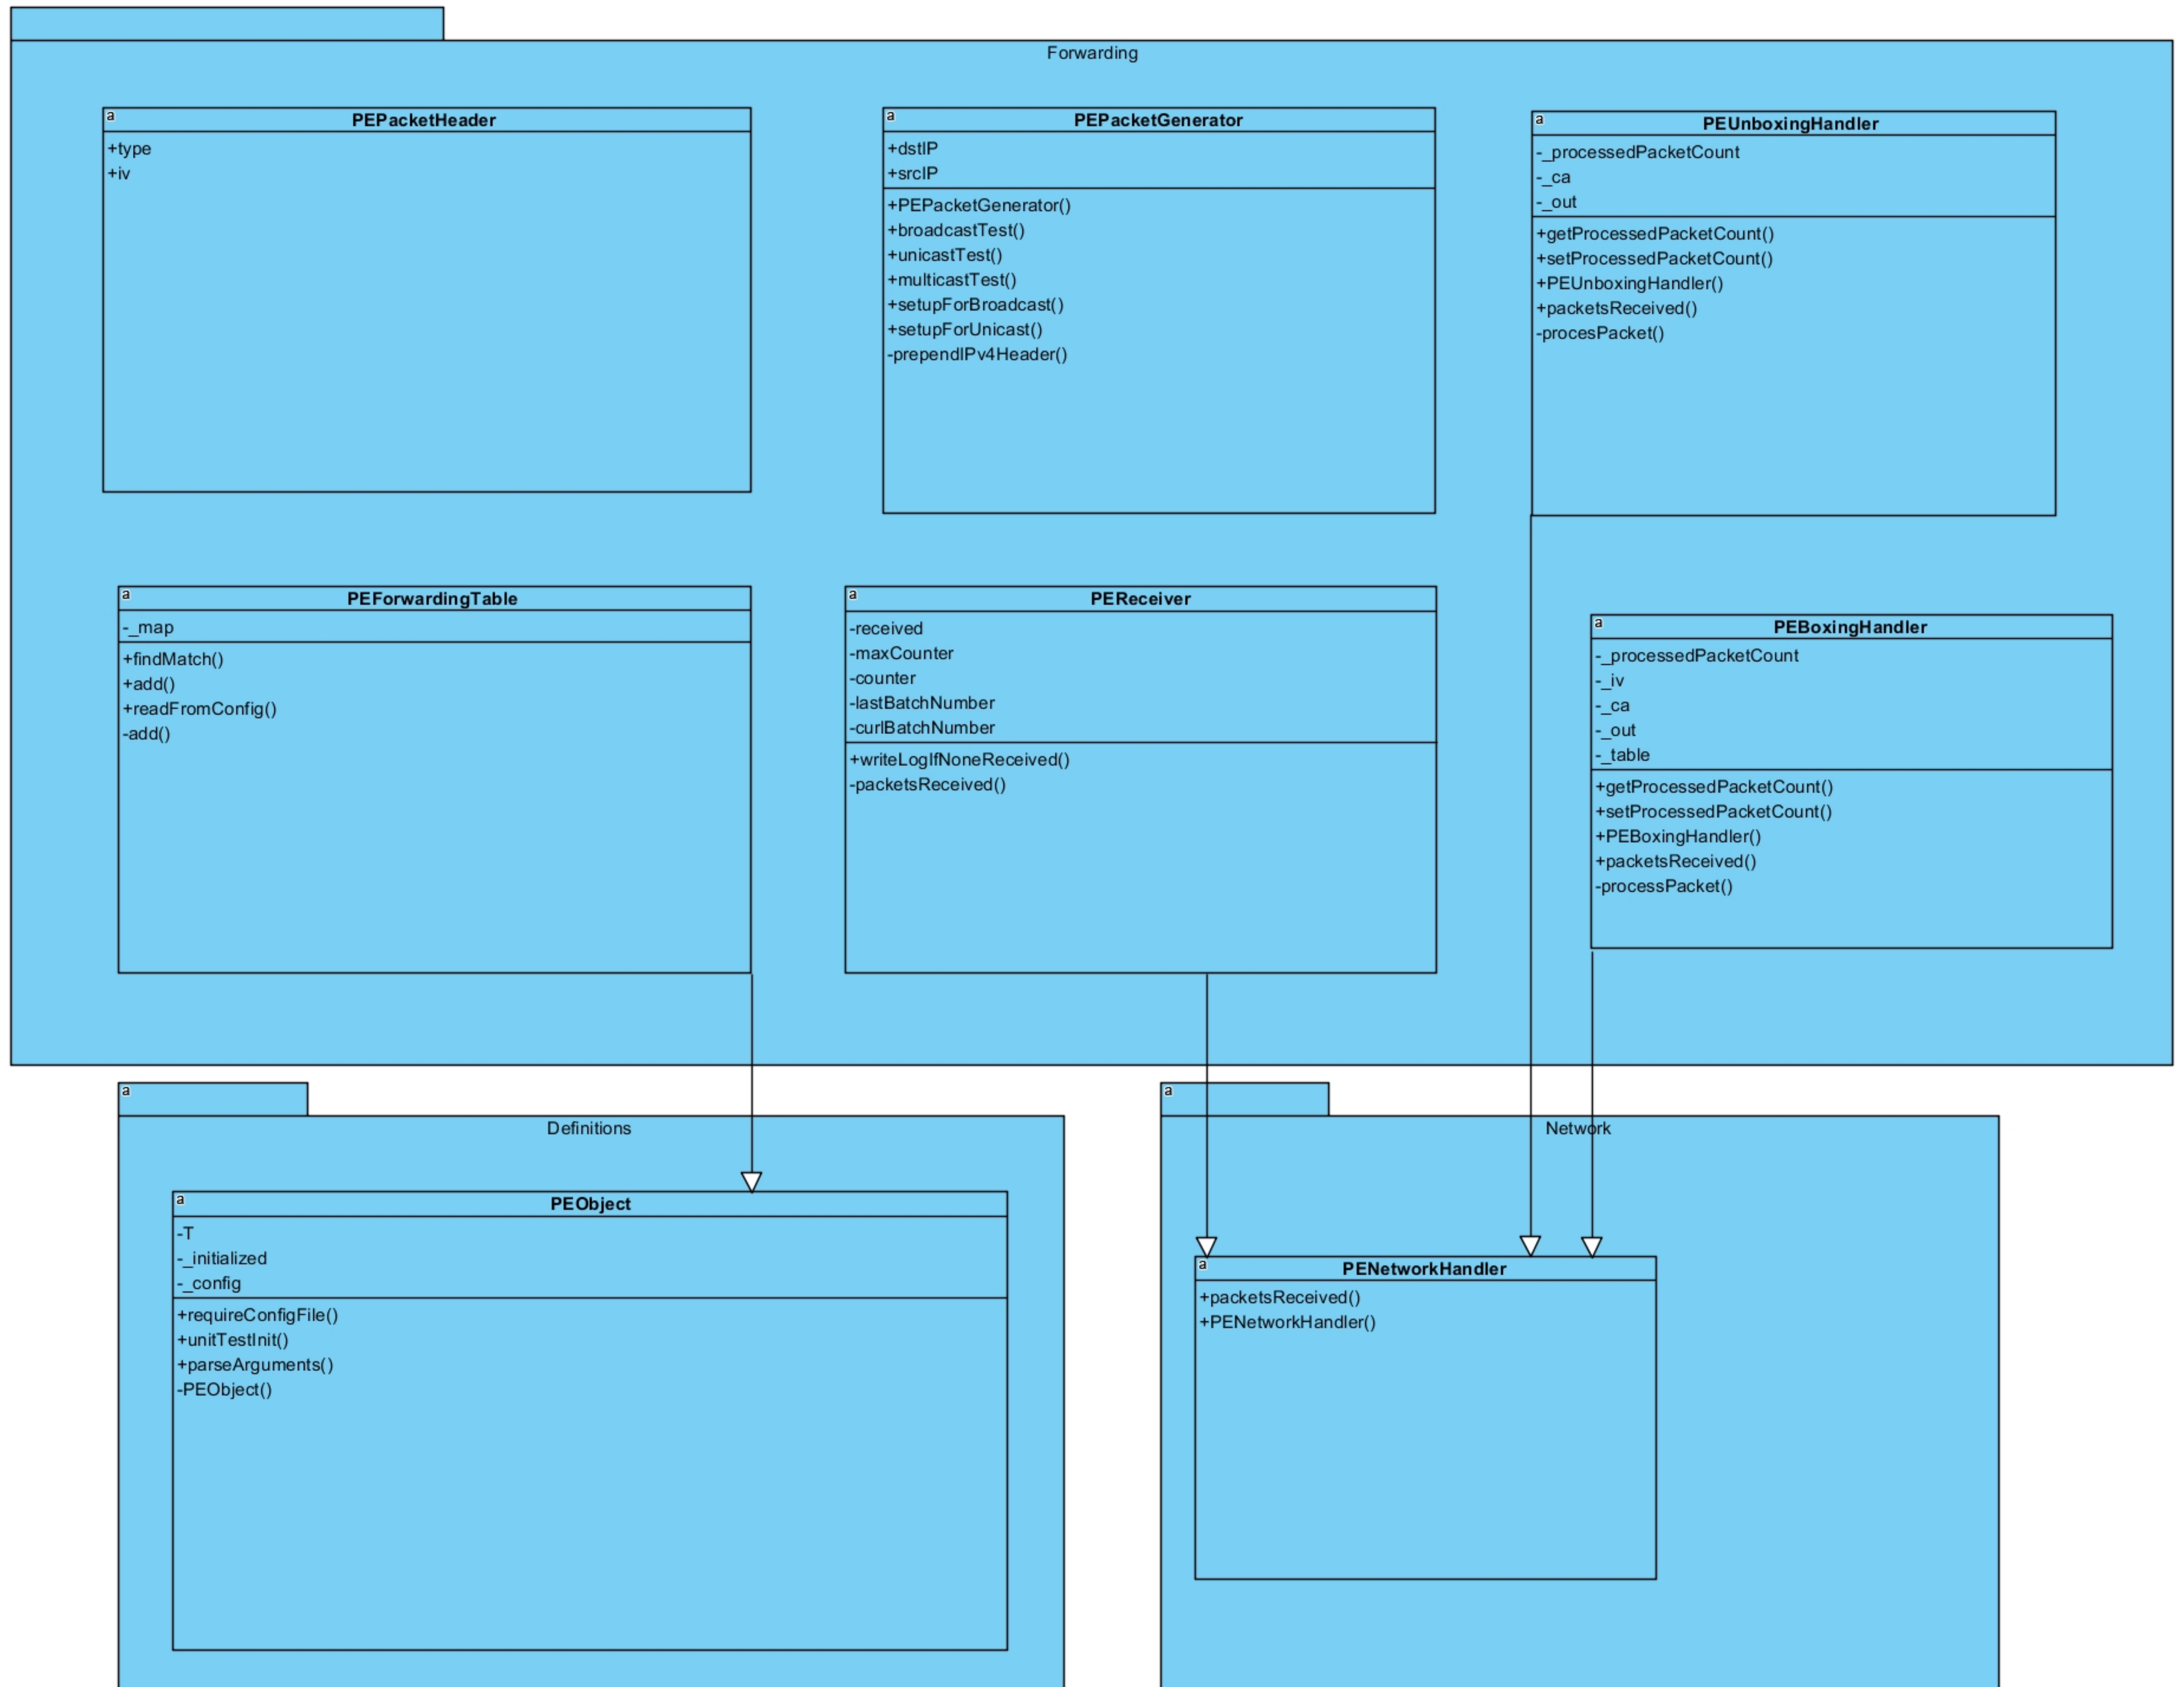 Forwarding
a
PEPacketHeader
+type
+iv
a
PEPacketGenerator
+dstIP
+srcIP
+PEPacketGenerator()
+broadcastTest()
+unicastTest()
+multicastTest()
+setupForBroadcast()
+setupForUnicast()
-prependIPv4Header()
a
PEUnboxingHandler
-_processedPacketCount
-_ca
-_out
+getProcessedPacketCount()
+setProcessedPacketCount()
+PEUnboxingHandler()
+packetsReceived()
-procesPacket()
a
PEForwardingTable
-_map
+findMatch()
+add()
+readFromConfig()
-add()
a
PEReceiver
-received
-maxCounter
-counter
-lastBatchNumber
-curlBatchNumber
+writeLogIfNoneReceived()
-packetsReceived()
a
PEBoxingHandler
-_processedPacketCount
-_iv
-_ca
-_out
-_table
+getProcessedPacketCount()
+setProcessedPacketCount()
+PEBoxingHandler()
+packetsReceived()
-processPacket()
a
Definitions
a
PEObject
-T
-_initialized
-_config
+requireConfigFile()
+unitTestInit()
+parseArguments()
-PEObject()
a
Network
a
PENetworkHandler
+packetsReceived()
+PENetworkHandler()